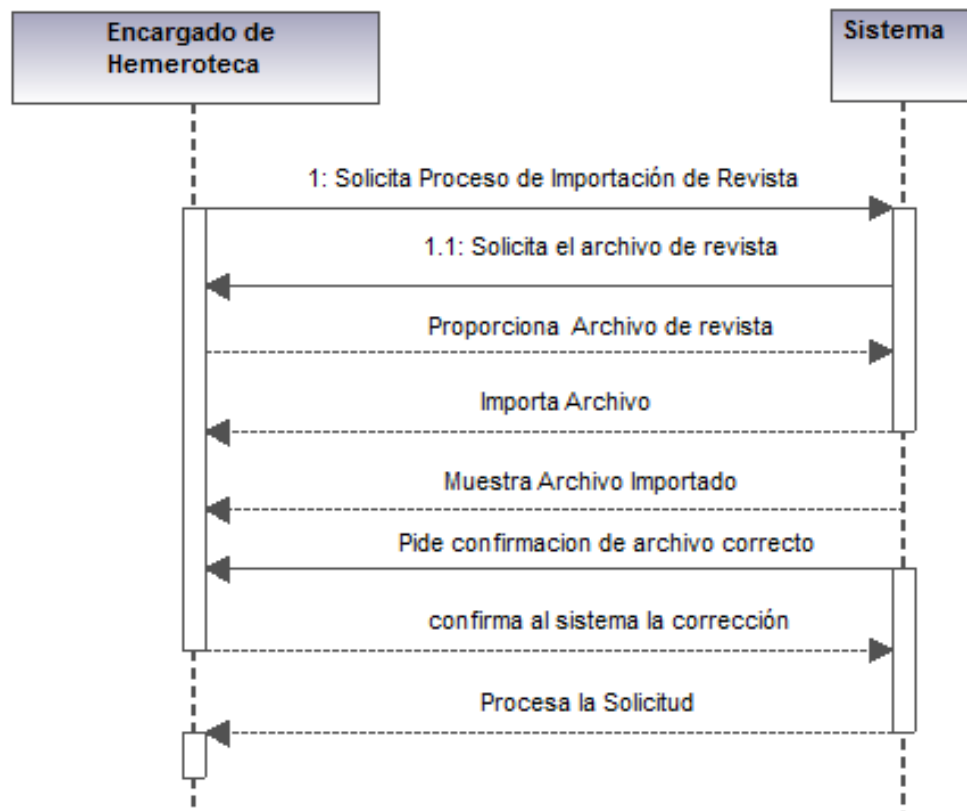 Encargado de
Hemeroteca
Sistema
1: Solicita Proceso de Importación de Revista
1.1: Solicita el archivo de revista
Proporciona Archivo de revista
Importa Archivo
Muestra Archivo Importado
Pide confirmacion de archivo correcto
confirma al sistema la corrección
Procesa la Solicitud